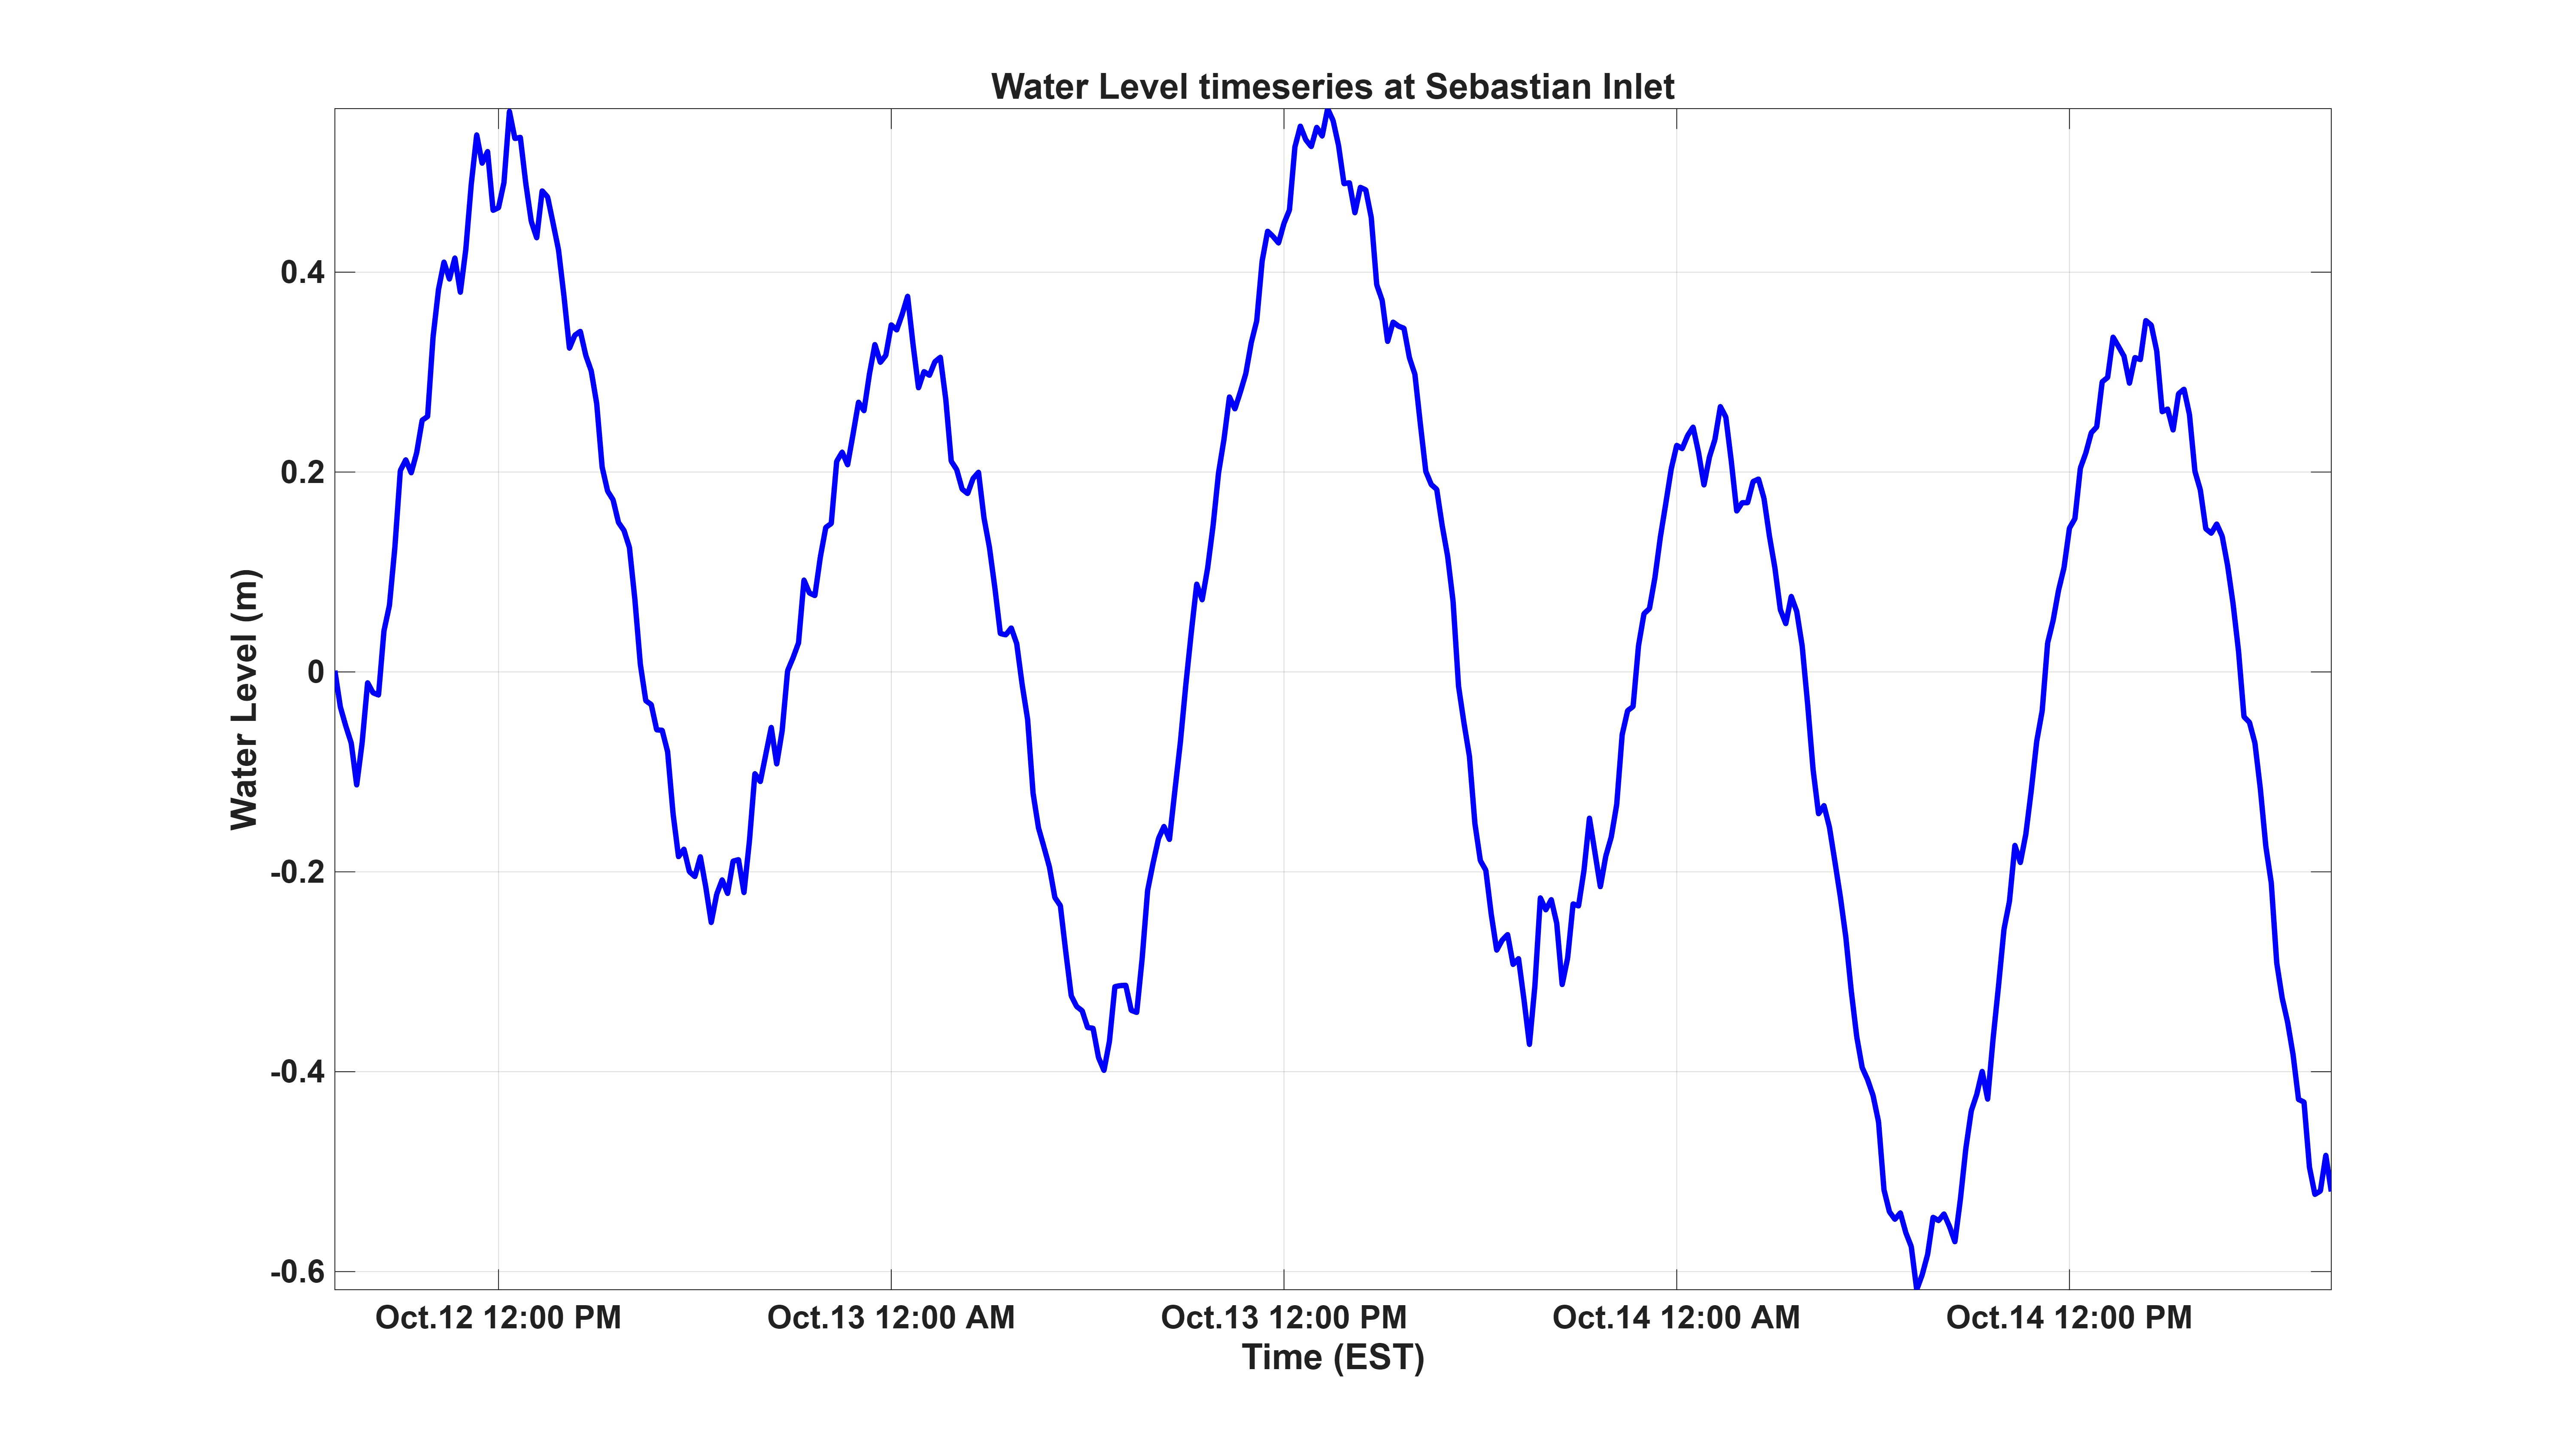 Water Level timeseries at Sebastian Inlet
0.4
0.2
0
-0.2
-0.4
-0.6
Water Level (m)
Oct.12 12:00 PM
Oct.13 12:00 AM
Oct.13 12:00 PM
Oct.14 12:00 AM
Oct.14 12:00 PM
Time (EST)